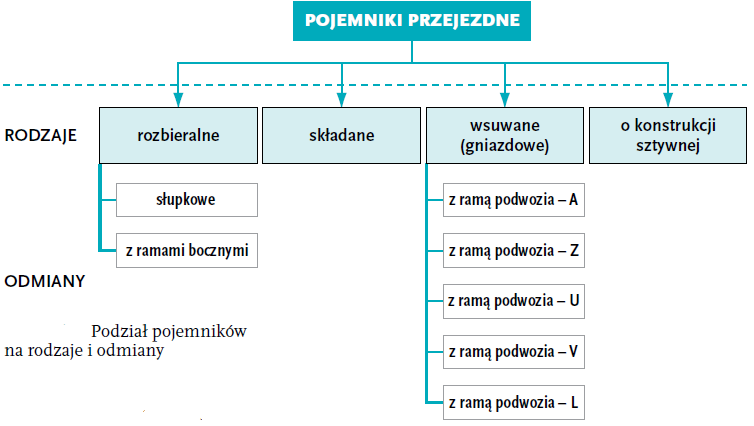 POJEMNIKI PRZEJEZDNE
RODZAJE
rozbieralne
składane
wsuwane
(gniazdowe)
o konstrukcji
sztywnej
słupkowe
z ramami bocznymi
z ramą podwozia – A
z ramą podwozia – Z
z ramą podwozia – U
z ramą podwozia – V
z ramą podwozia – L
ODMIANY
Podział pojemników
na rodzaje i odmiany